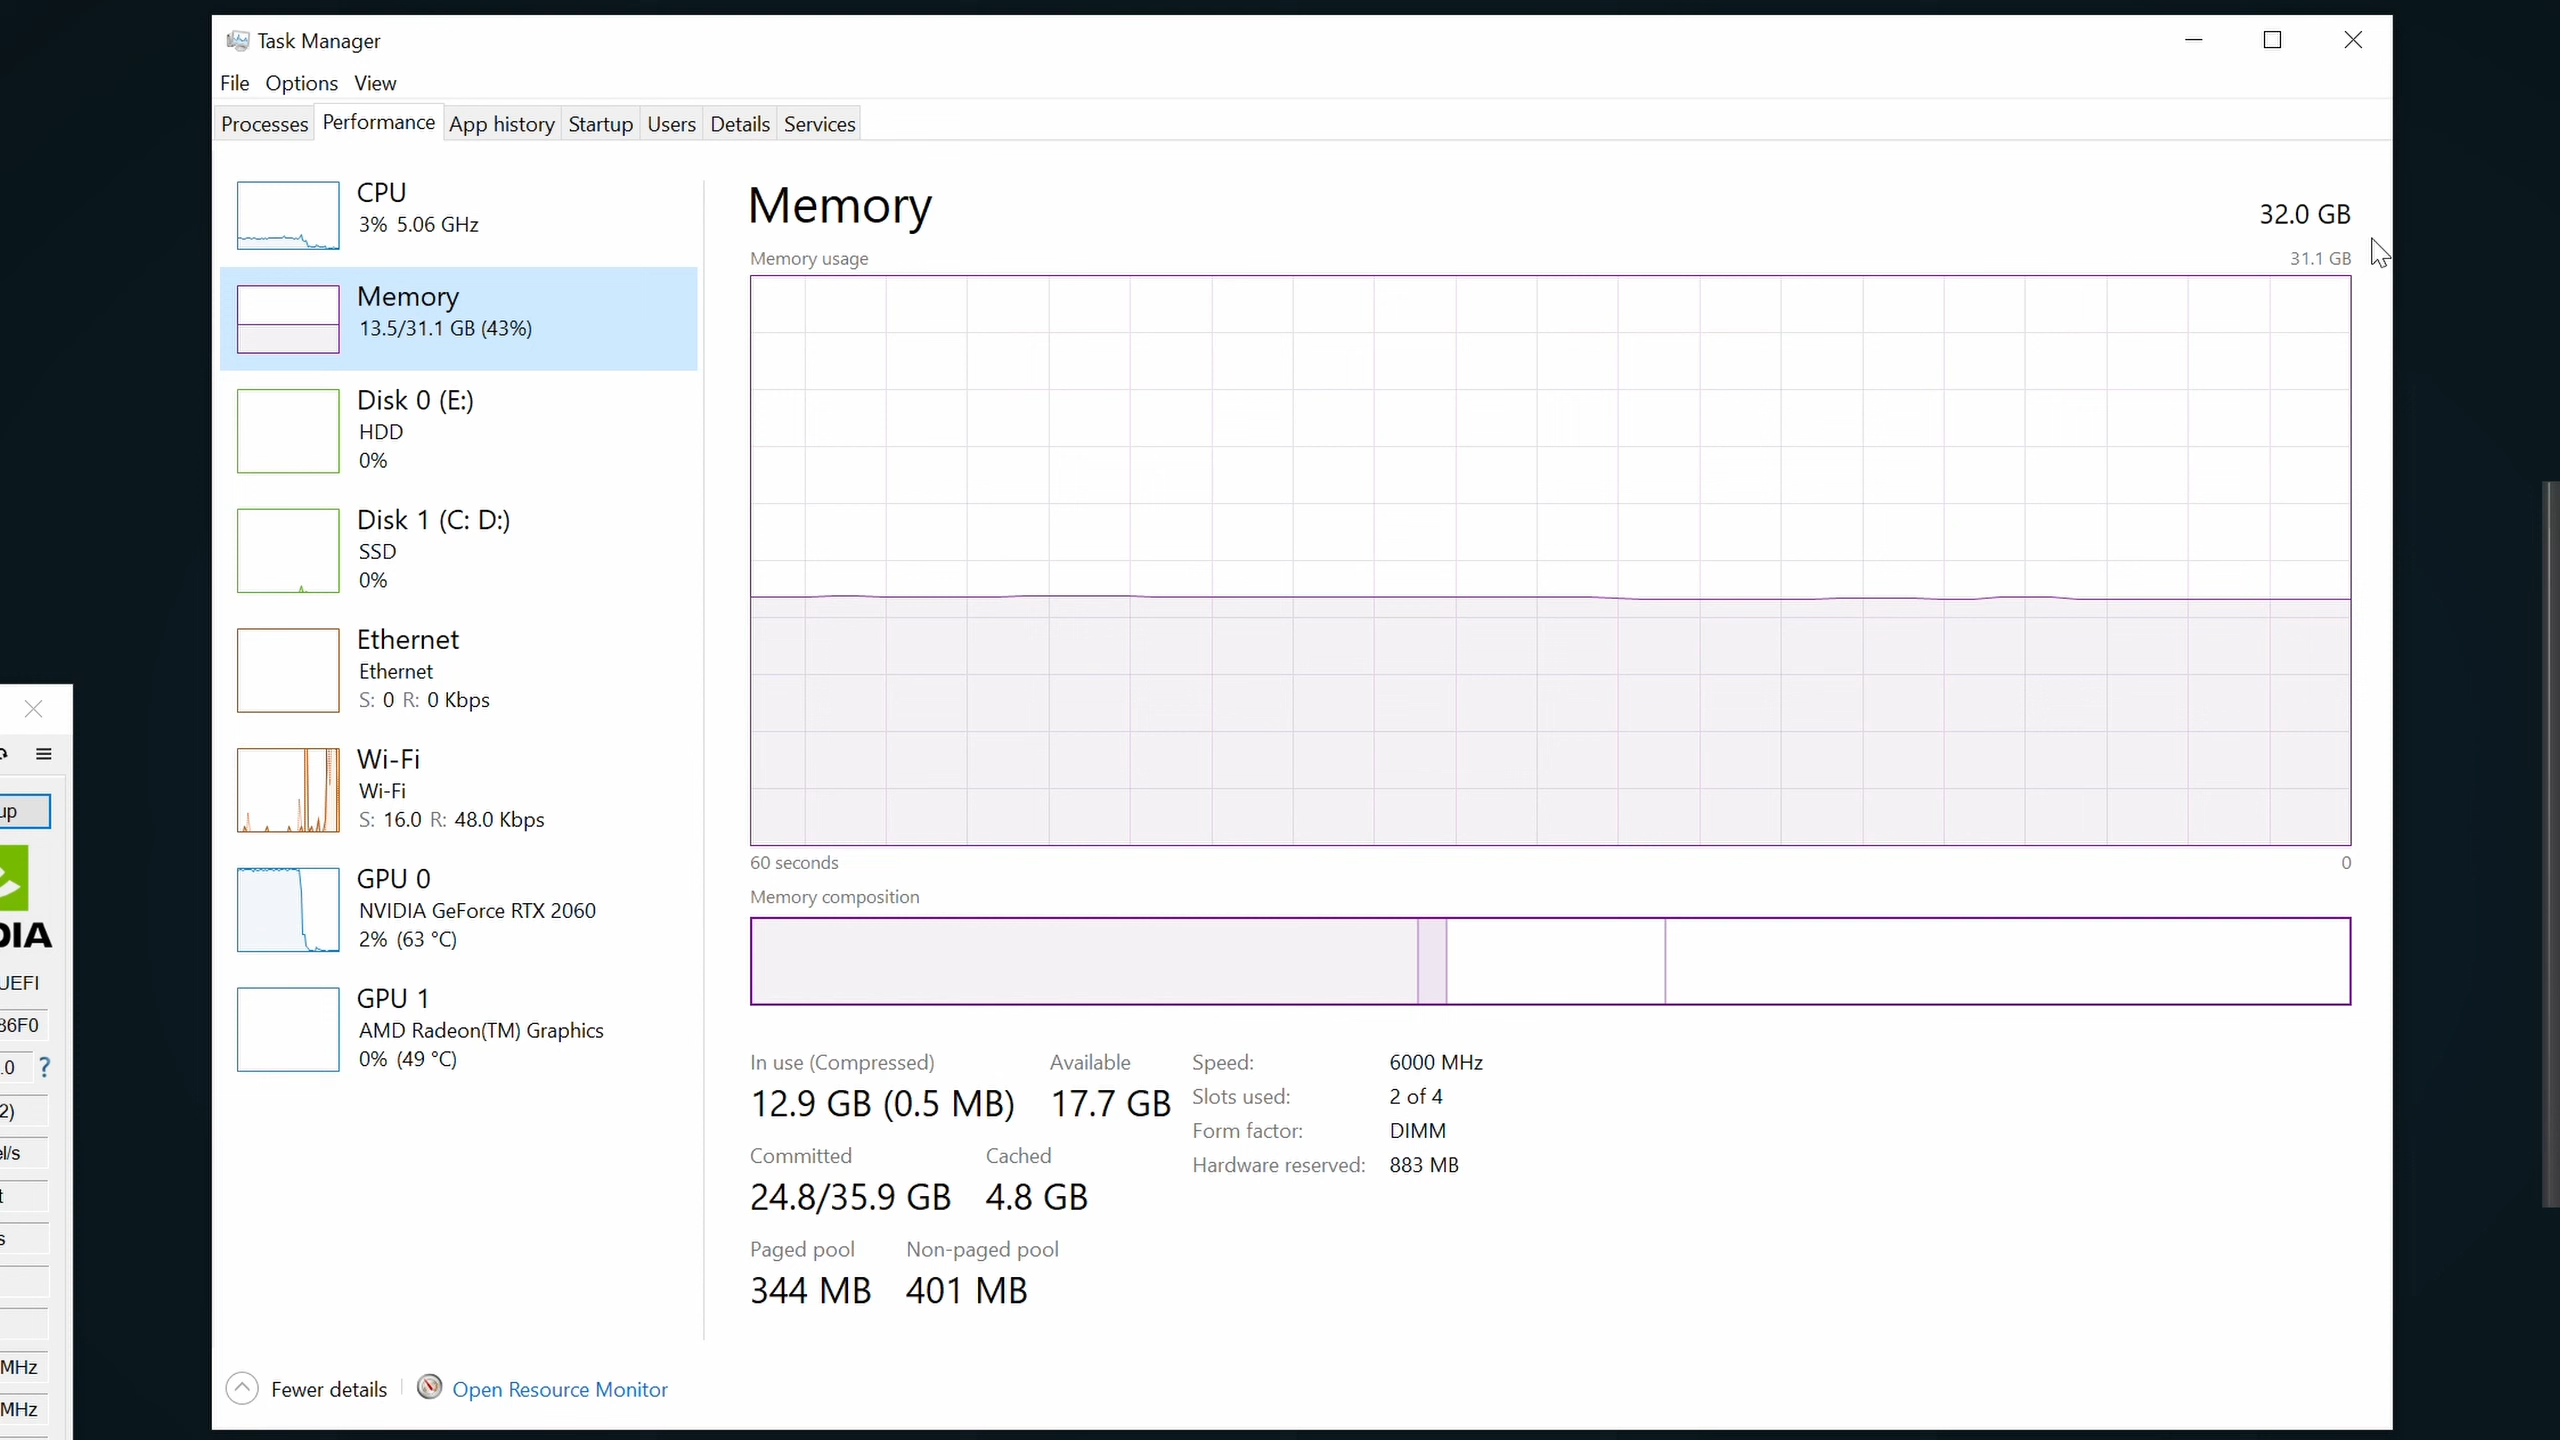 Task Manager
File Options View
Processes Performance App history Startup Users Details Services
CPU
3% 5.06 GHz
Memory
13.5/31.1 GB (43%)
Disk 0 (E:)
HDD
0%
Disk 1 (C: D:)
SSD
0%
Ethernet
Ethernet
S: 0 R: 0 Kbps
Wi-Fi
Wi-Fi
S: 16.0 R: 48.0 Kbps
GPU 0
NVIDIA GeForce RTX 2060
2% (63 °C)
GPU 1
AMD Radeon(TM) Graphics
0% (49 °C)
Memory
32.0 GB
Memory usage
31.1 GB
60 seconds
0
Memory composition
In use (Compressed)
12.9 GB (0.5 MB)
Available
17.7 GB
Committed
24.8/35.9 GB
Cached
4.8 GB
Paged pool
344 MB
Non-paged pool
401 MB
Speed: 6000 MHz
Slots used: 2 of 4
Form factor: DIMM
Hardware reserved: 883 MB
Fewer details
Open Resource Monitor
up
DIA
UEFI
86F0
.0 ?
2)
el/s
t
s
MHz
MHz